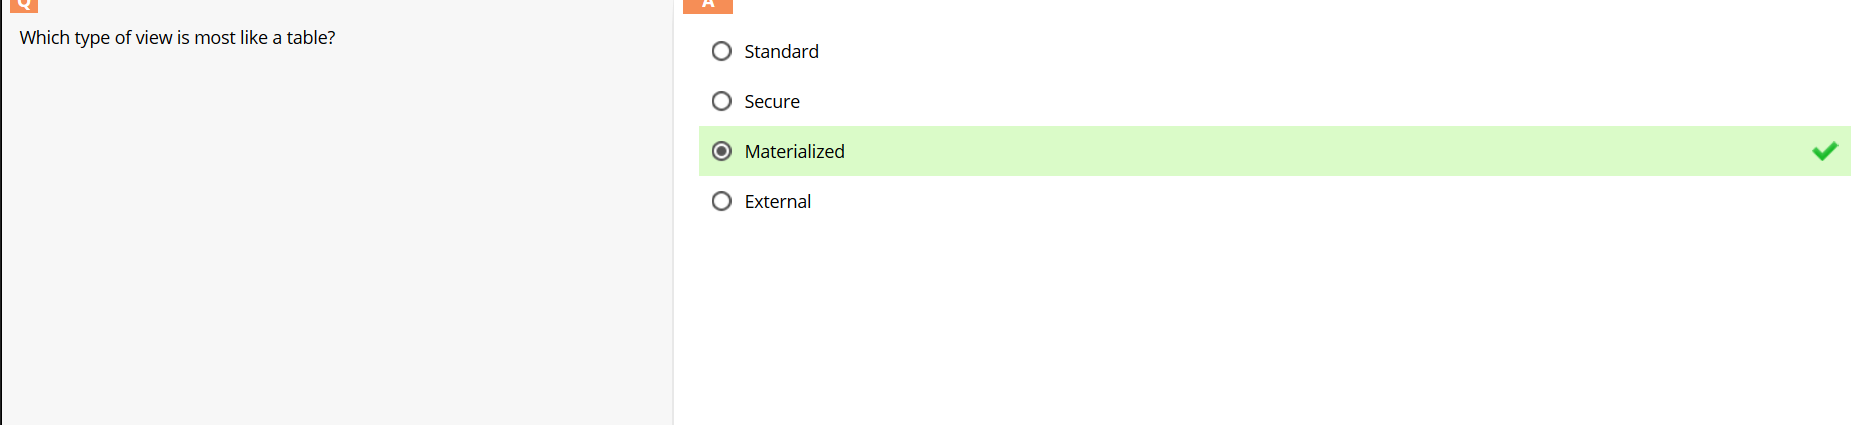 Q
A
Which type of view is most like a table?
Standard
Secure
Materialized
External